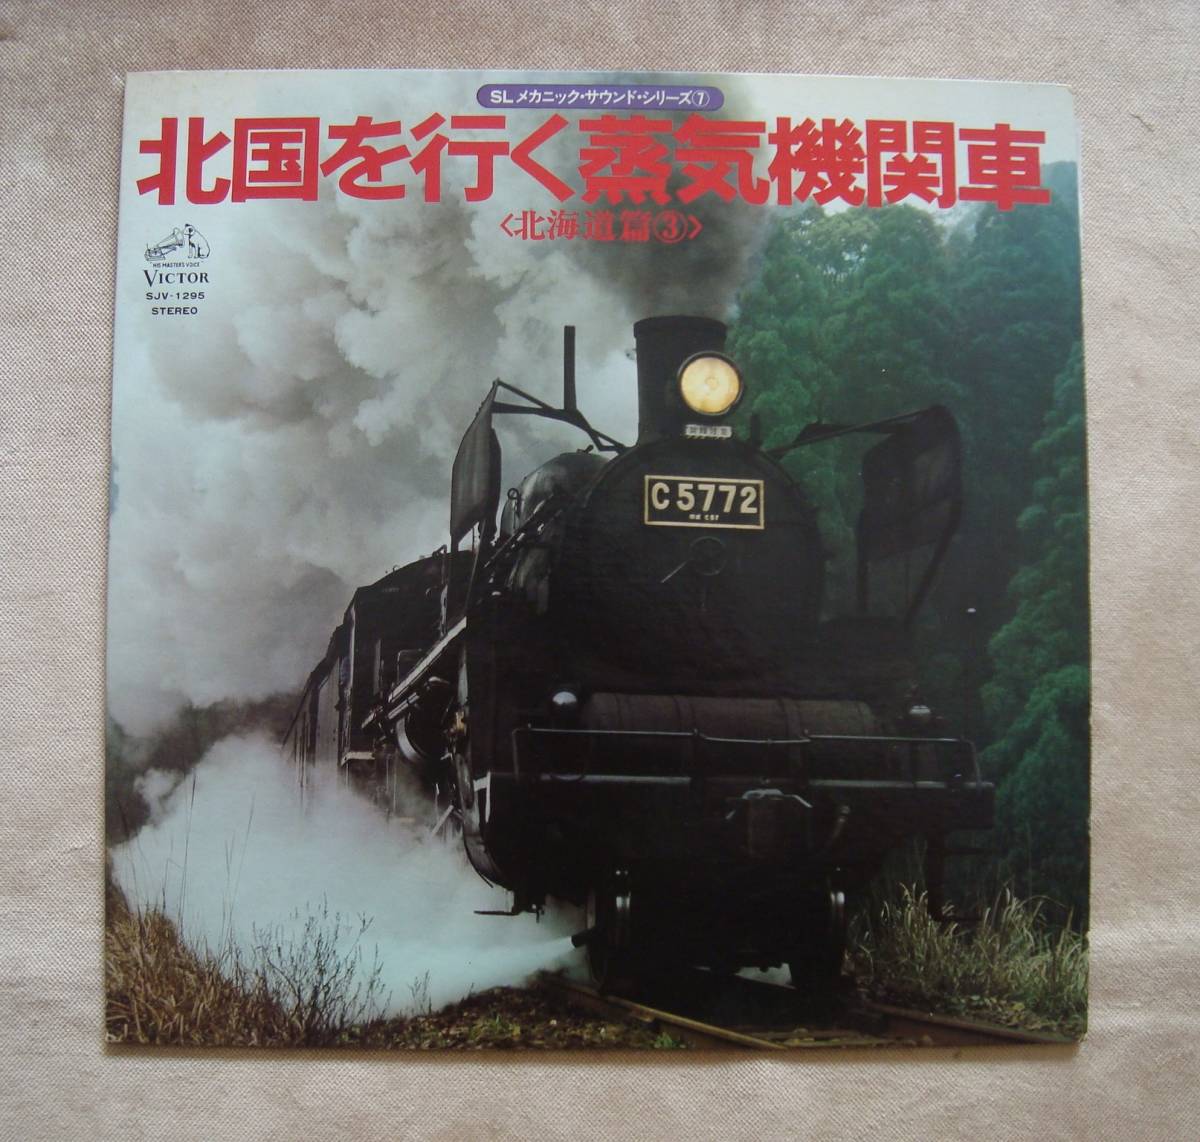 SLメカニック・サウンド・シリーズ⑦
北国を行く蒸気機関車
〈北海道篇③〉
"HIS MASTER'S VOICE"
VICTOR
SJV-1295
STEREO
C5772